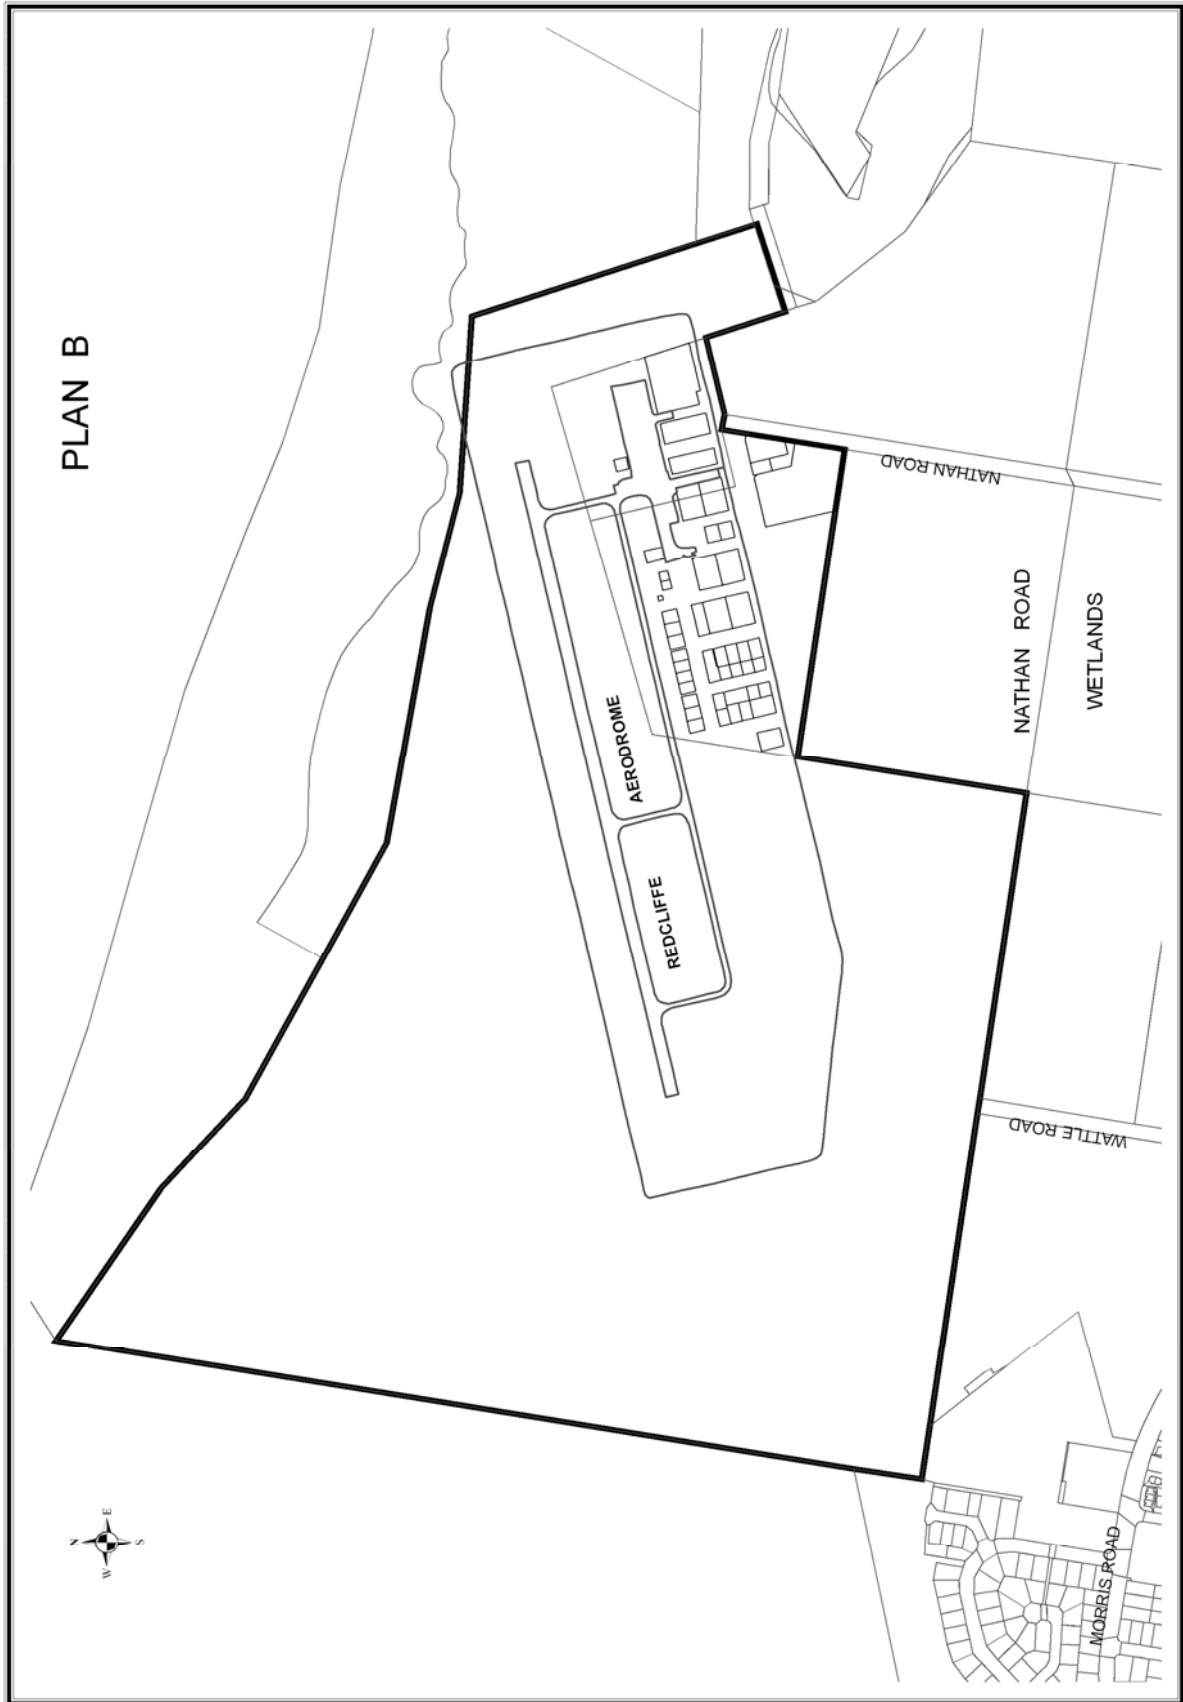 PLAN B
N
W
E
S
AERODROME
REDCLIFFE
NATHAN ROAD
NATHAN ROAD
WETLANDS
WATTLE ROAD
MORRIS ROAD